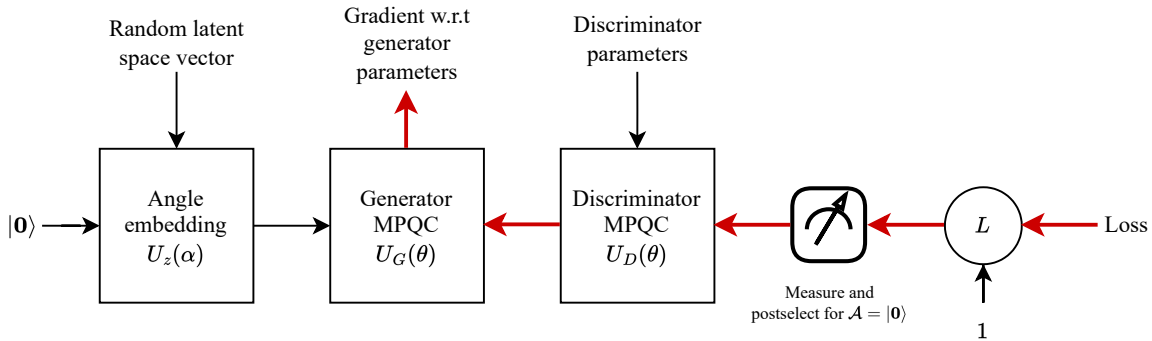 Random latent
space vector
Gradient w.r.t
generator
parameters
Discriminator
parameters
|𝟎⟩
Angle
embedding
U_z(α)
Generator
MPQC
U_G(θ)
Discriminator
MPQC
U_D(θ)
L
Loss
Measure and
postselect for 𝒜 = |𝟎⟩
1